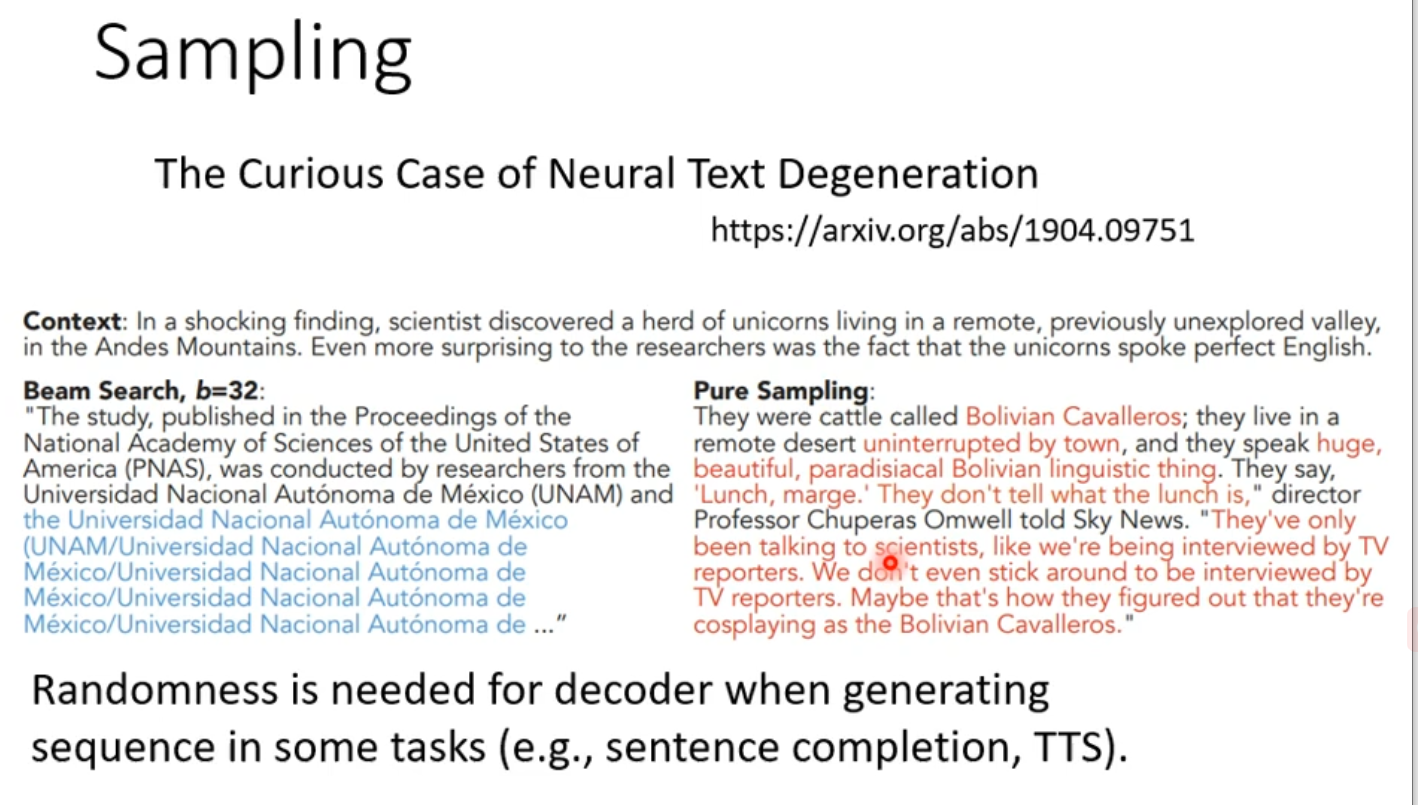 Sampling
The Curious Case of Neural Text Degeneration
https://arxiv.org/abs/1904.09751
Context: In a shocking finding, scientist discovered a herd of unicorns living in a remote, previously unexplored valley,
in the Andes Mountains. Even more surprising to the researchers was the fact that the unicorns spoke perfect English.
Beam Search, b=32:
"The study, published in the Proceedings of the
National Academy of Sciences of the United States of
America (PNAS), was conducted by researchers from the
Universidad Nacional Autónoma de México (UNAM) and
the Universidad Nacional Autónoma de México
(UNAM/Universidad Nacional Autónoma de
México/Universidad Nacional Autónoma de
México/Universidad Nacional Autónoma de
México/Universidad Nacional Autónoma de ..."
Pure Sampling:
They were cattle called Bolivian Cavalleros; they live in a
remote desert uninterrupted by town, and they speak huge,
beautiful, paradisiacal Bolivian linguistic thing. They say,
'Lunch, marge.' They don't tell what the lunch is," director
Professor Chuperas Omwell told Sky News. "They've only
been talking to scientists, like we're being interviewed by TV
reporters. We don't even stick around to be interviewed by
TV reporters. Maybe that's how they figured out that they're
cosplaying as the Bolivian Cavalleros."
Randomness is needed for decoder when generating
sequence in some tasks (e.g., sentence completion, TTS).